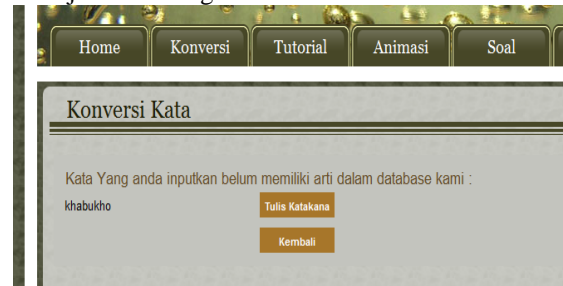 Home Konversi Tutorial Animasi Soal
Konversi Kata
Kata Yang anda inputkan belum memiliki arti dalam database kami :
khabukho Tulis Katakana
Kembali